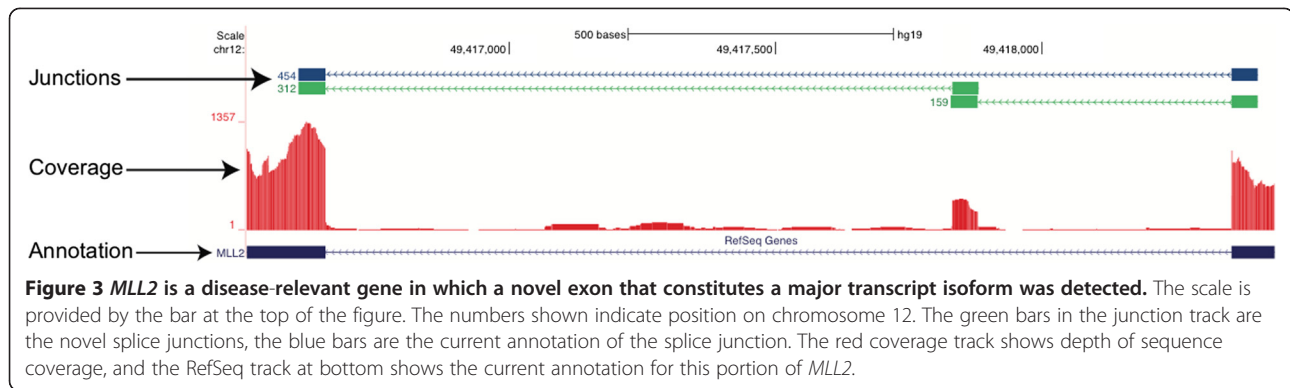 Scale 500 bases hg19
chr12: 49,417,000 49,417,500 49,418,000
Junctions
454
312
159
1357
Coverage
1
RefSeq Genes
Annotation
MLL2
Figure 3 MLL2 is a disease-relevant gene in which a novel exon that constitutes a major transcript isoform was detected. The scale is
provided by the bar at the top of the figure. The numbers shown indicate position on chromosome 12. The green bars in the junction track are
the novel splice junctions, the blue bars are the current annotation of the splice junction. The red coverage track shows depth of sequence
coverage, and the RefSeq track at bottom shows the current annotation for this portion of MLL2.